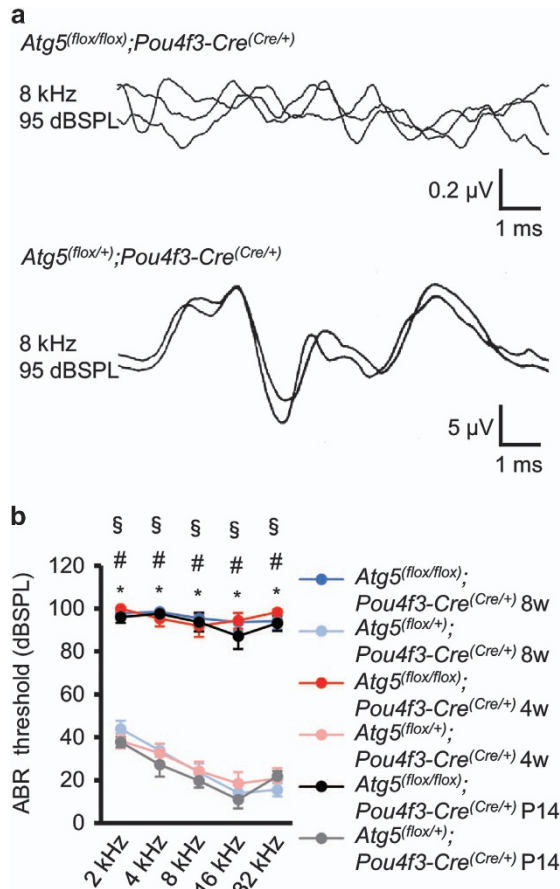 a
Atg5(flox/flox);Pou4f3-Cre(Cre/+)
8 kHz
95 dBSPL
0.2 µV
1 ms
Atg5(flox/+);Pou4f3-Cre(Cre/+)
8 kHz
95 dBSPL
5 µV
1 ms
b
§ § § § §
# # # # #
* * * * *
ABR threshold (dBSPL)
120
100
80
60
40
20
0
2 kHz
4 kHz
8 kHz
16 kHz
32 kHz
Atg5(flox/flox);
Pou4f3-Cre(Cre/+) 8w
Atg5(flox/+);
Pou4f3-Cre(Cre/+) 8w
Atg5(flox/flox);
Pou4f3-Cre(Cre/+) 4w
Atg5(flox/+);
Pou4f3-Cre(Cre/+) 4w
Atg5(flox/flox);
Pou4f3-Cre(Cre/+) P14
Atg5(flox/+);
Pou4f3-Cre(Cre/+) P14